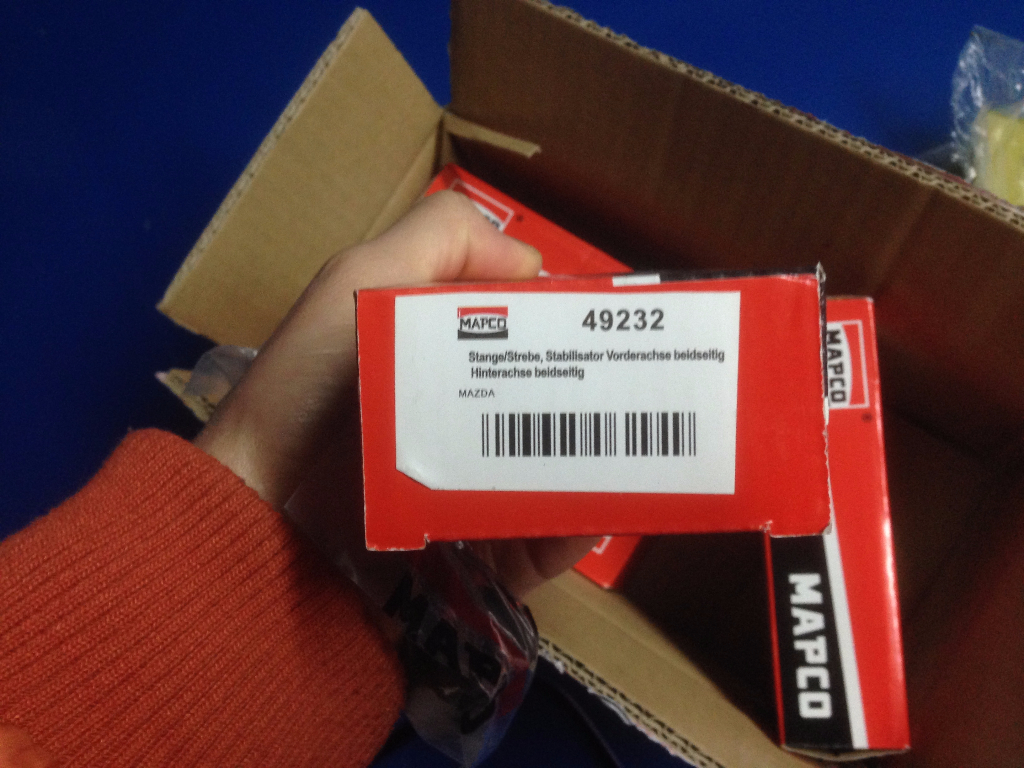 MAPCO
49232
Stange/Strebe, Stabilisator Vorderachse beidseitig
Hinterachse beidseitig
MAZDA
MAPCO
MAPCO